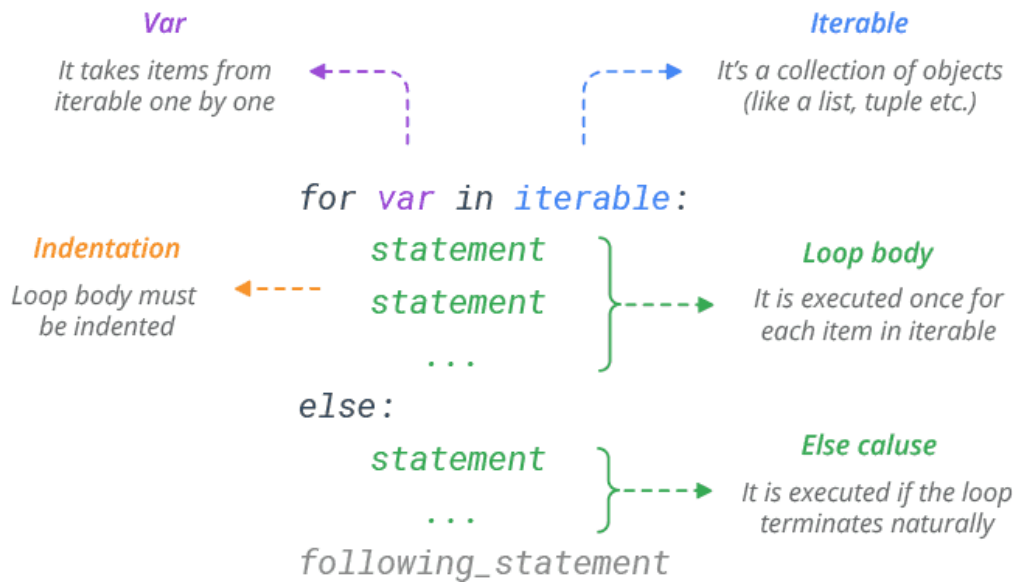 Var
Iterable
It takes items from
iterable one by one
It's a collection of objects
(like a list, tuple etc.)
for var in iterable:
Indentation
Loop body must
be indented
statement
statement
...
Loop body
It is executed once for
each item in iterable
else:
statement
...
Else caluse
It is executed if the loop
terminates naturally
following_statement